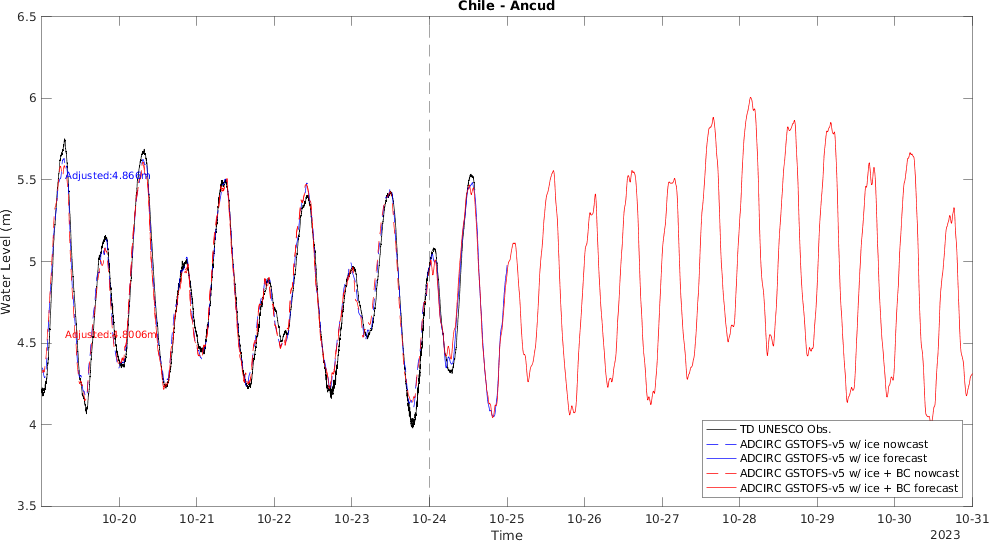 Chile - Ancud
6.5
6
5.5
5
4.5
4
3.5
Water Level (m)
Adjusted:4.866m
Adjusted:4.8006m
TD UNESCO Obs.
ADCIRC GSTOFS-v5 w/ ice nowcast
ADCIRC GSTOFS-v5 w/ ice forecast
ADCIRC GSTOFS-v5 w/ ice + BC nowcast
ADCIRC GSTOFS-v5 w/ ice + BC forecast
10-20 10-21 10-22 10-23 10-24 10-25 10-26 10-27 10-28 10-29 10-30 10-31
Time
2023